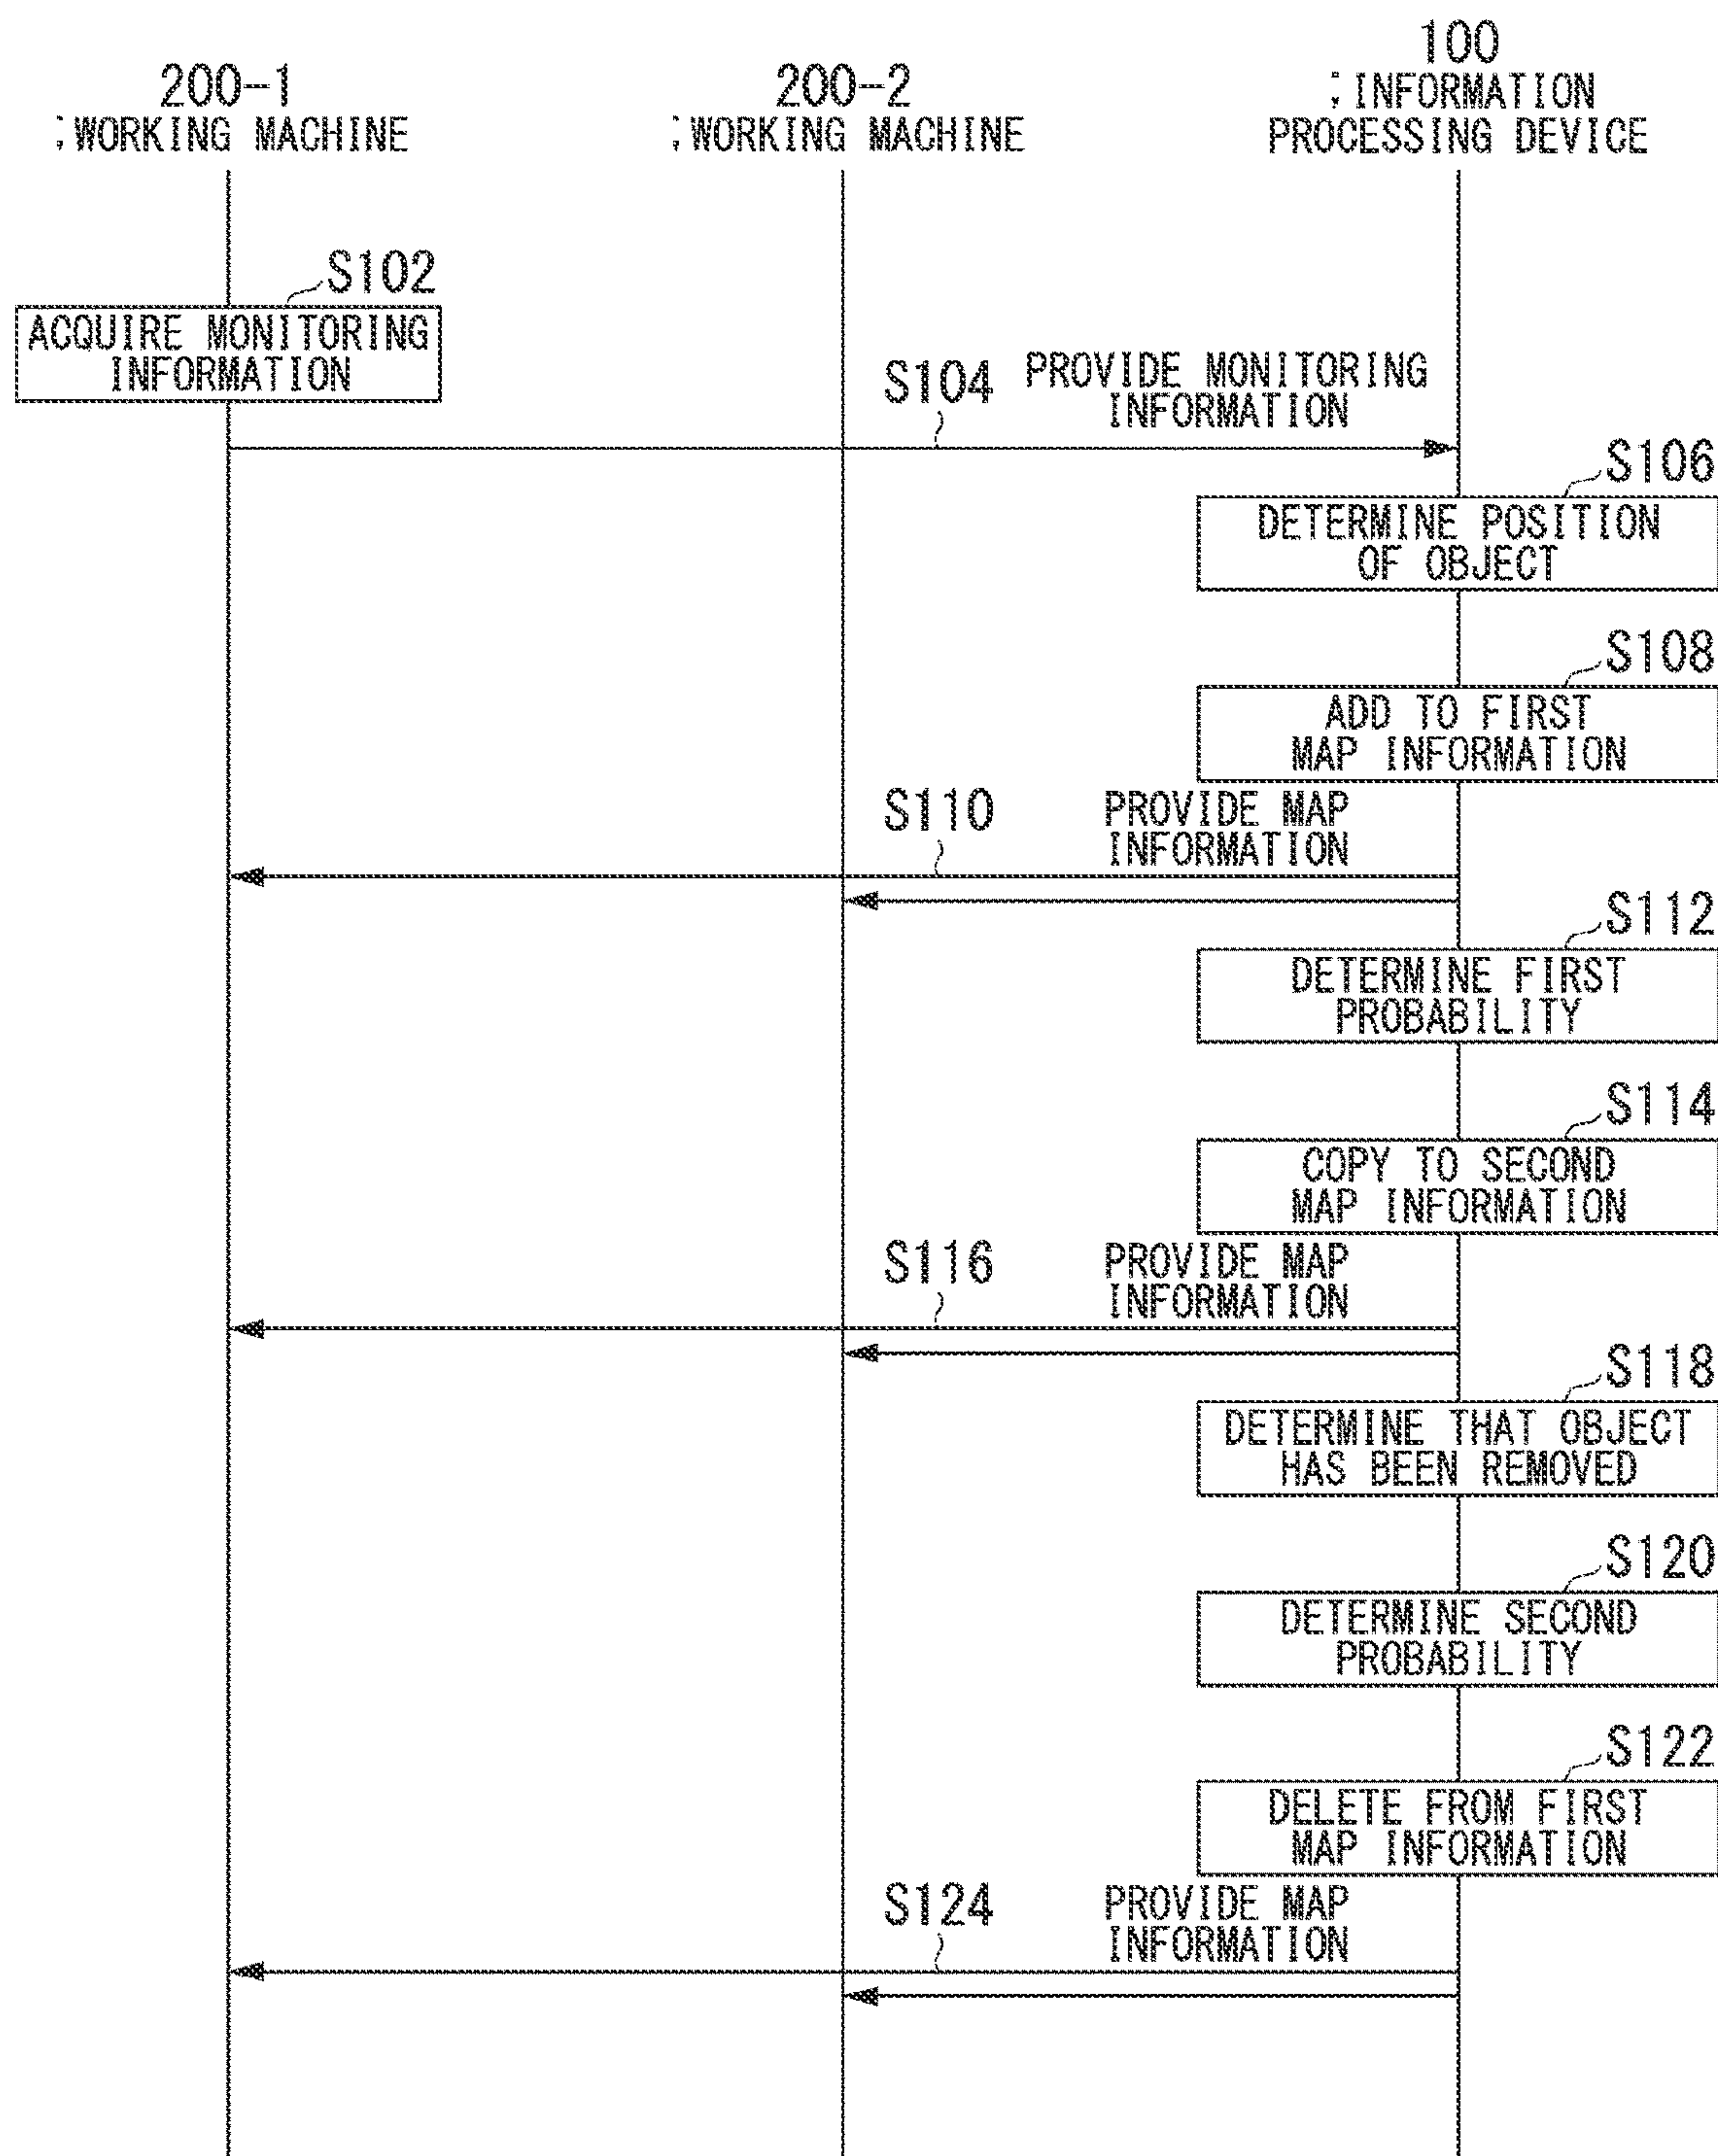 200-1
:WORKING MACHINE
200-2
:WORKING MACHINE
100
:INFORMATION
PROCESSING DEVICE
S102
ACQUIRE MONITORING
INFORMATION
S104
PROVIDE MONITORING
INFORMATION
S106
DETERMINE POSITION
OF OBJECT
S108
ADD TO FIRST
MAP INFORMATION
S110
PROVIDE MAP
INFORMATION
S112
DETERMINE FIRST
PROBABILITY
S114
COPY TO SECOND
MAP INFORMATION
S116
PROVIDE MAP
INFORMATION
S118
DETERMINE THAT OBJECT
HAS BEEN REMOVED
S120
DETERMINE SECOND
PROBABILITY
S122
DELETE FROM FIRST
MAP INFORMATION
S124
PROVIDE MAP
INFORMATION